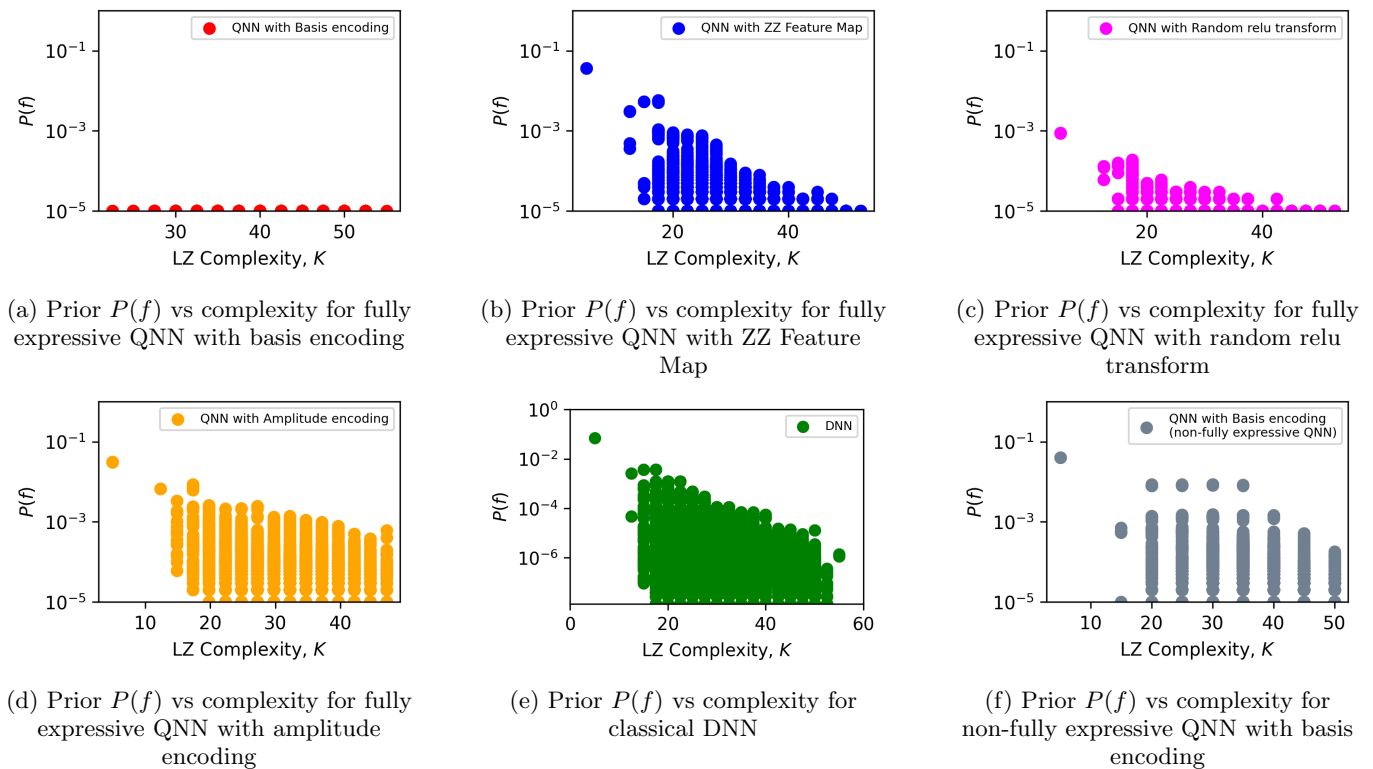 QNN with Basis encoding
10⁻¹
10⁻³
10⁻⁵
P(f)
30 40 50
LZ Complexity, K
(a) Prior P(f) vs complexity for fully
expressive QNN with basis encoding
QNN with ZZ Feature Map
10⁻¹
10⁻³
10⁻⁵
P(f)
20 40
LZ Complexity, K
(b) Prior P(f) vs complexity for fully
expressive QNN with ZZ Feature
Map
QNN with Random relu transform
10⁻¹
10⁻³
10⁻⁵
P(f)
20 40
LZ Complexity, K
(c) Prior P(f) vs complexity for fully
expressive QNN with random relu
transform
QNN with Amplitude encoding
10⁻¹
10⁻³
10⁻⁵
P(f)
10 20 30 40
LZ Complexity, K
(d) Prior P(f) vs complexity for fully
expressive QNN with amplitude
encoding
DNN
10⁰
10⁻²
10⁻⁴
10⁻⁶
P(f)
0 20 40 60
LZ Complexity, K
(e) Prior P(f) vs complexity for
classical DNN
QNN with Basis encoding
(non-fully expressive QNN)
10⁻¹
10⁻³
10⁻⁵
P(f)
10 20 30 40 50
LZ Complexity, K
(f) Prior P(f) vs complexity for
non-fully expressive QNN with basis
encoding